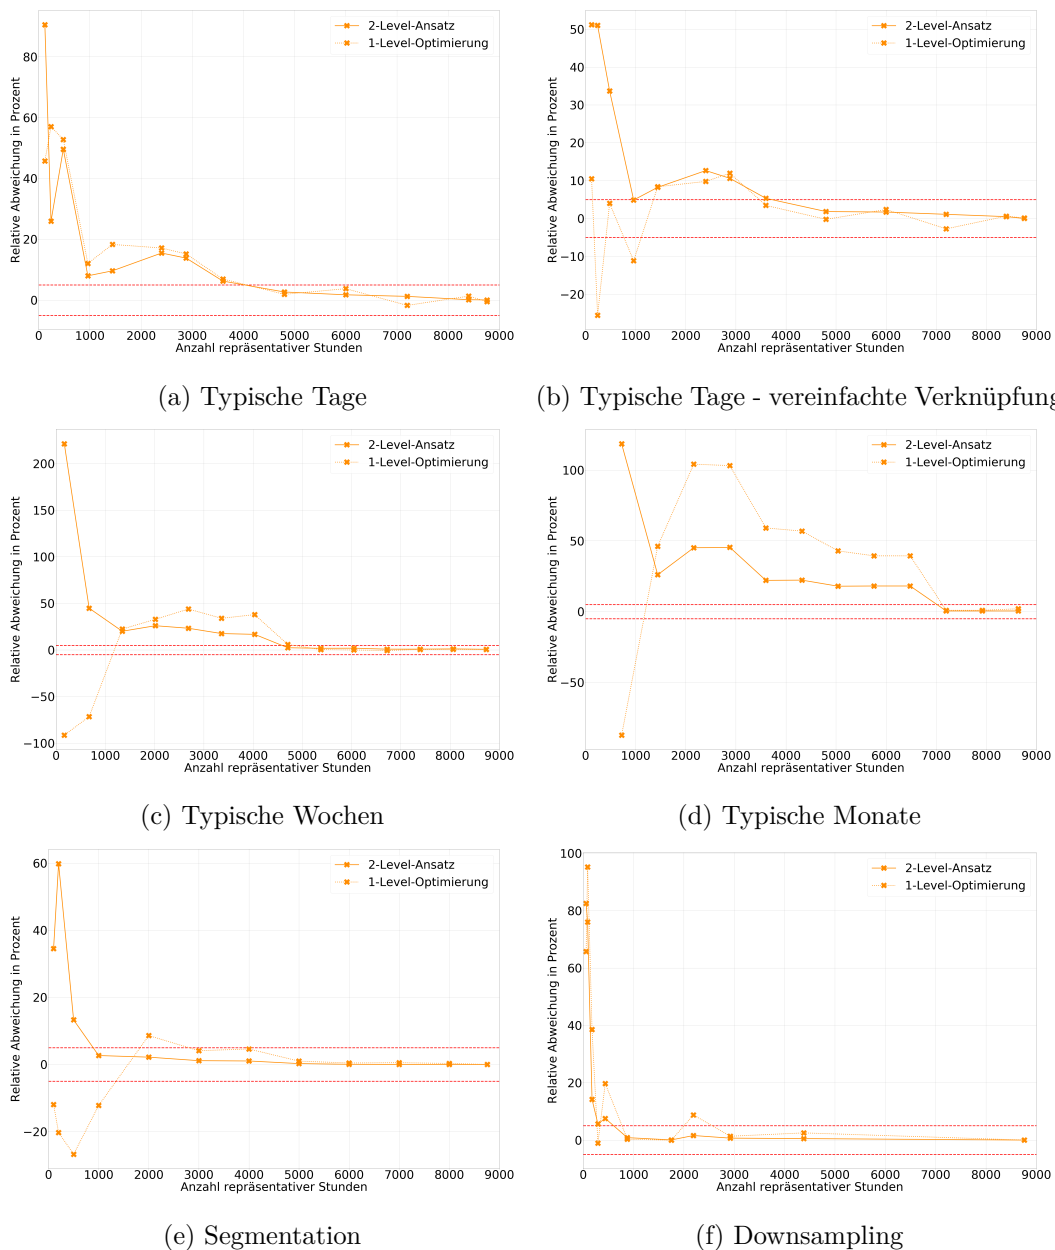 2-Level-Ansatz
1-Level-Optimierung
Relative Abweichung in Prozent
80
60
40
20
0
0 1000 2000 3000 4000 5000 6000 7000 8000 9000
Anzahl repräsentativer Stunden
(a) Typische Tage
2-Level-Ansatz
1-Level-Optimierung
Relative Abweichung in Prozent
50
40
30
20
10
0
−10
−20
0 1000 2000 3000 4000 5000 6000 7000 8000 9000
Anzahl repräsentativer Stunden
(b) Typische Tage - vereinfachte Verknüpfung
2-Level-Ansatz
1-Level-Optimierung
Relative Abweichung in Prozent
200
150
100
50
0
−50
−100
0 1000 2000 3000 4000 5000 6000 7000 8000 9000
Anzahl repräsentativer Stunden
(c) Typische Wochen
2-Level-Ansatz
1-Level-Optimierung
Relative Abweichung in Prozent
100
50
0
−50
0 1000 2000 3000 4000 5000 6000 7000 8000 9000
Anzahl repräsentativer Stunden
(d) Typische Monate
2-Level-Ansatz
1-Level-Optimierung
Relative Abweichung in Prozent
60
40
20
0
−20
0 1000 2000 3000 4000 5000 6000 7000 8000 9000
Anzahl repräsentativer Stunden
(e) Segmentation
2-Level-Ansatz
1-Level-Optimierung
Relative Abweichung in Prozent
100
80
60
40
20
0
0 1000 2000 3000 4000 5000 6000 7000 8000 9000
Anzahl repräsentativer Stunden
(f) Downsampling